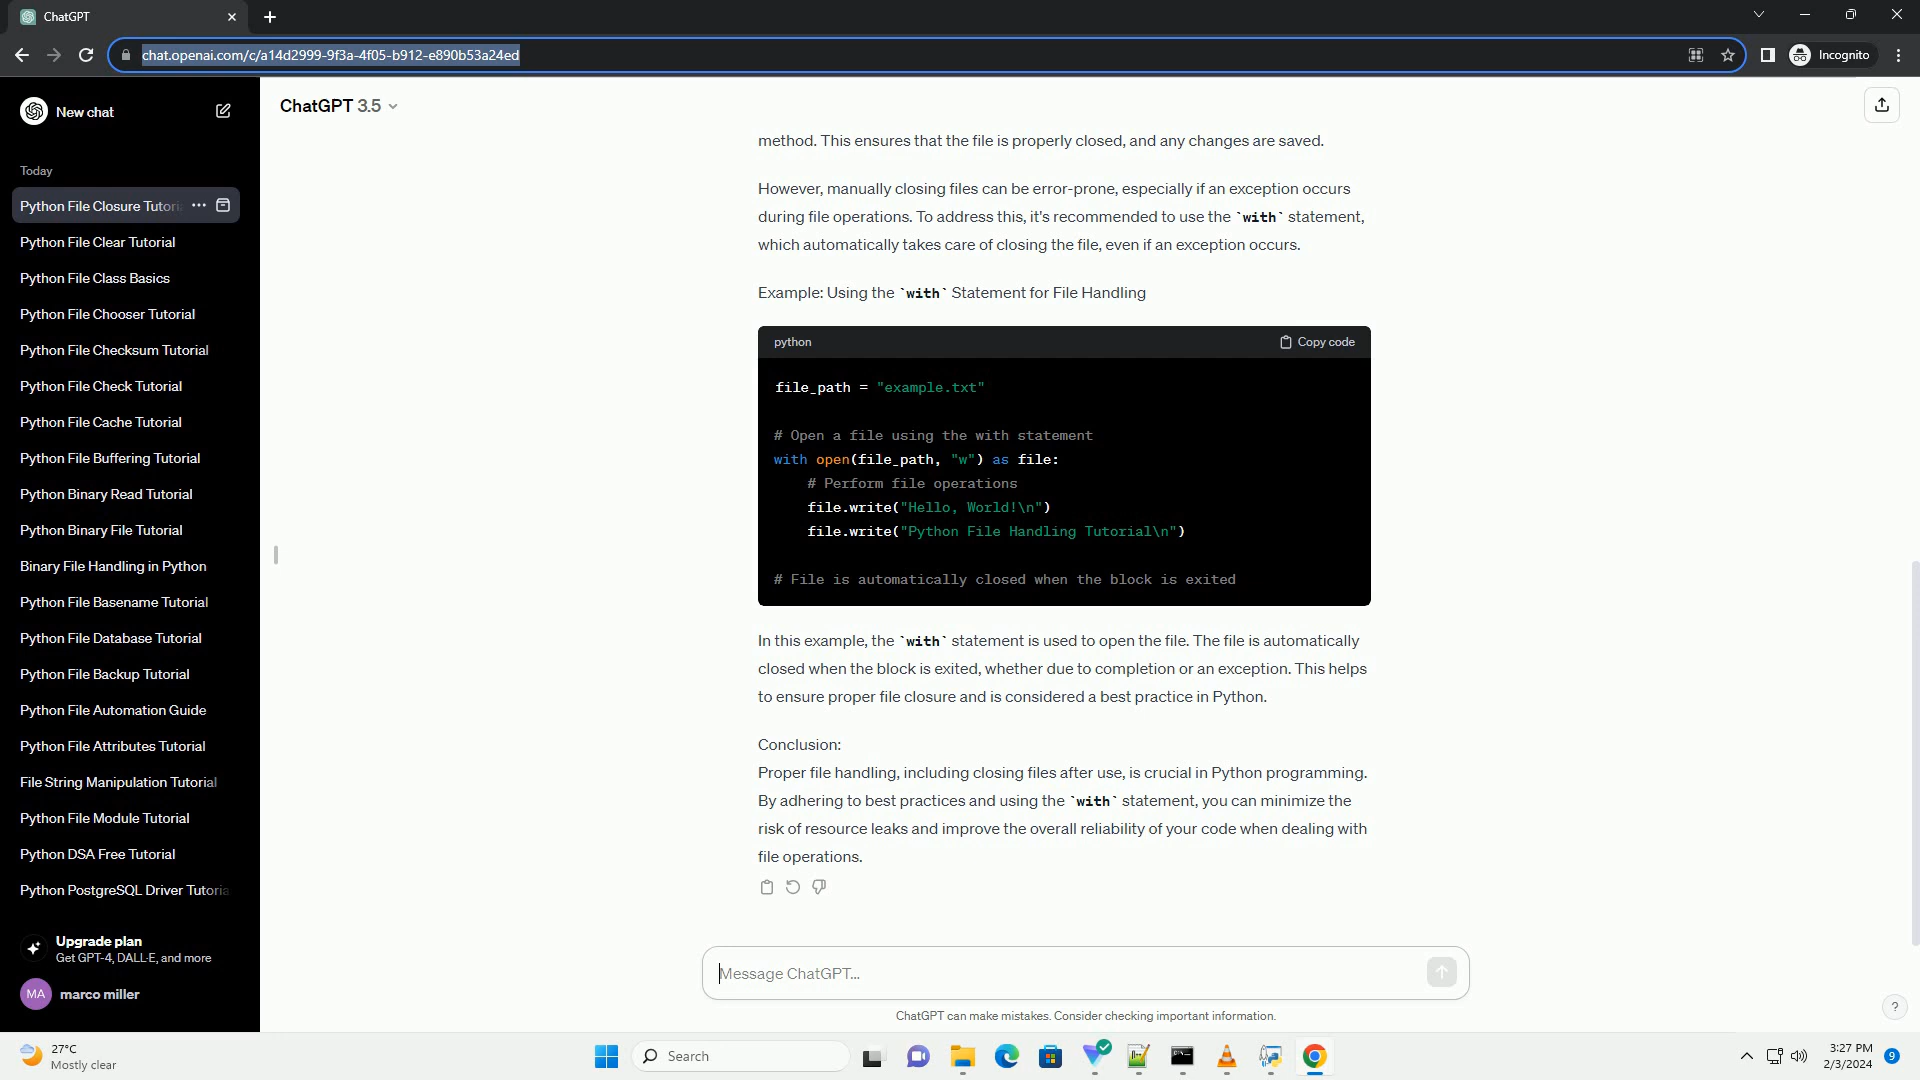 ChatGPT
chat.openai.com/c/a14d2999-9f3a-4f05-b912-e890b53a24ed
Incognito
New chat
Today
Python File Closure Tutori
Python File Clear Tutorial
Python File Class Basics
Python File Chooser Tutorial
Python File Checksum Tutorial
Python File Check Tutorial
Python File Cache Tutorial
Python File Buffering Tutorial
Python Binary Read Tutorial
Python Binary File Tutorial
Binary File Handling in Python
Python File Basename Tutorial
Python File Database Tutorial
Python File Backup Tutorial
Python File Automation Guide
Python File Attributes Tutorial
File String Manipulation Tutorial
Python File Module Tutorial
Python DSA Free Tutorial
Python PostgreSQL Driver Tutoria
Upgrade plan
Get GPT-4, DALL·E, and more
MA marco miller
ChatGPT 3.5
method. This ensures that the file is properly closed, and any changes are saved.
However, manually closing files can be error-prone, especially if an exception occurs
during file operations. To address this, it's recommended to use the `with` statement,
which automatically takes care of closing the file, even if an exception occurs.
Example: Using the `with` Statement for File Handling
python
Copy code
file_path = "example.txt"
# Open a file using the with statement
with open(file_path, "w") as file:
# Perform file operations
file.write("Hello, World!\n")
file.write("Python File Handling Tutorial\n")
# File is automatically closed when the block is exited
In this example, the `with` statement is used to open the file. The file is automatically
closed when the block is exited, whether due to completion or an exception. This helps
to ensure proper file closure and is considered a best practice in Python.
Conclusion:
Proper file handling, including closing files after use, is crucial in Python programming.
By adhering to best practices and using the `with` statement, you can minimize the
risk of resource leaks and improve the overall reliability of your code when dealing with
file operations.
Message ChatGPT...
ChatGPT can make mistakes. Consider checking important information.
?
27°C
Mostly clear
Search
3:27 PM
2/3/2024
9